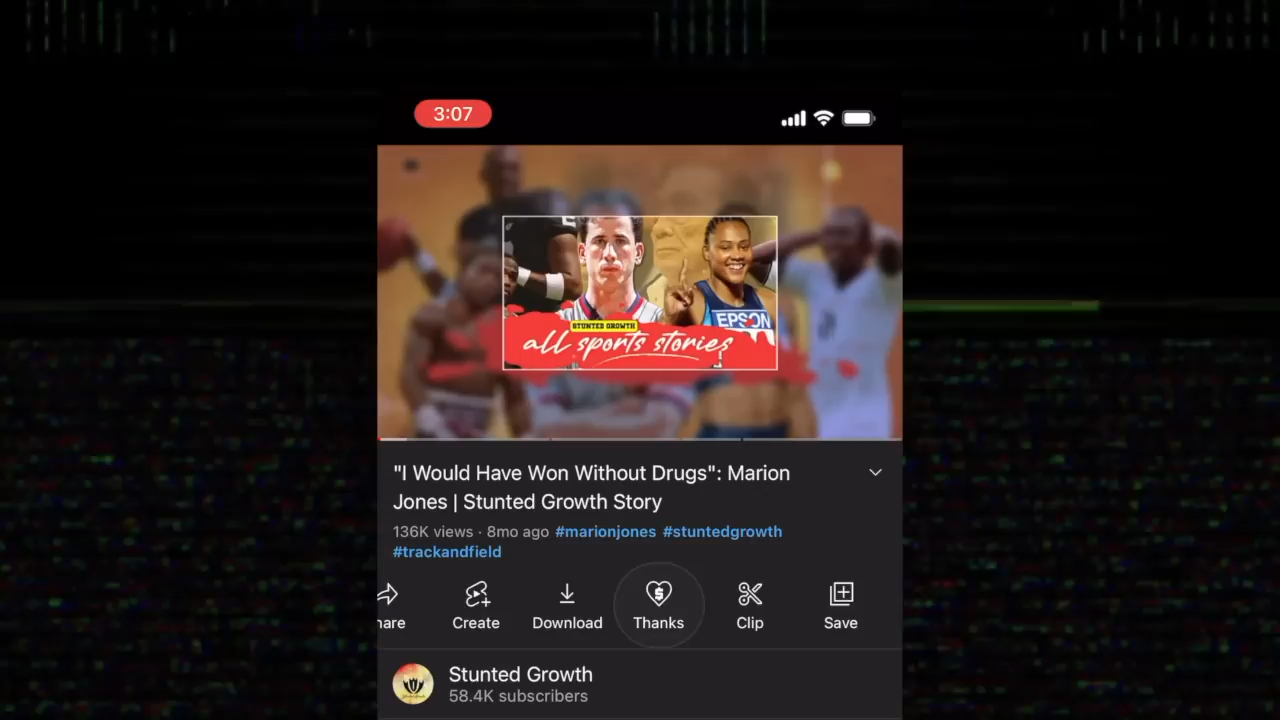 3:07
EPSON
STUNTED GROWTH
all sports stories
"I Would Have Won Without Drugs": Marion
Jones | Stunted Growth Story
136K views · 8mo ago #marionjones #stuntedgrowth
#trackandfield
hare Create Download Thanks Clip Save
Stunted Growth
58.4K subscribers